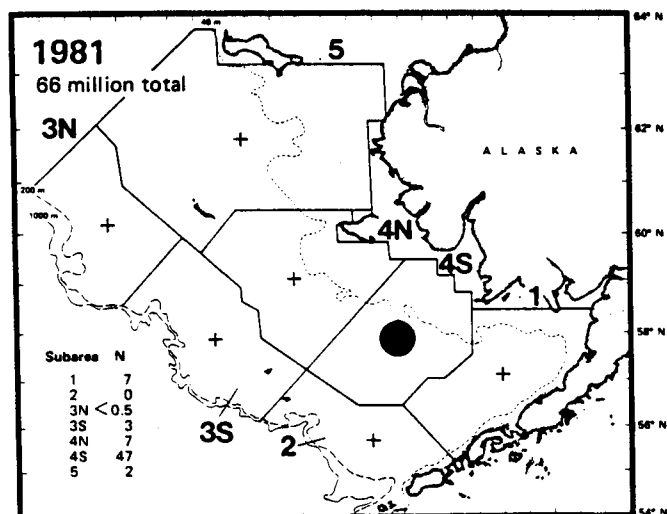 64° N
40 m
1981
66 million total
5
3N
62° N
ALASKA
200 m
1000 m
4N
60° N
4S
1
58° N
Subarea N
1 7
2 0
3N <0.5
3S 3
4N 7
4S 47
5 2
3S
2
56° N
54° N